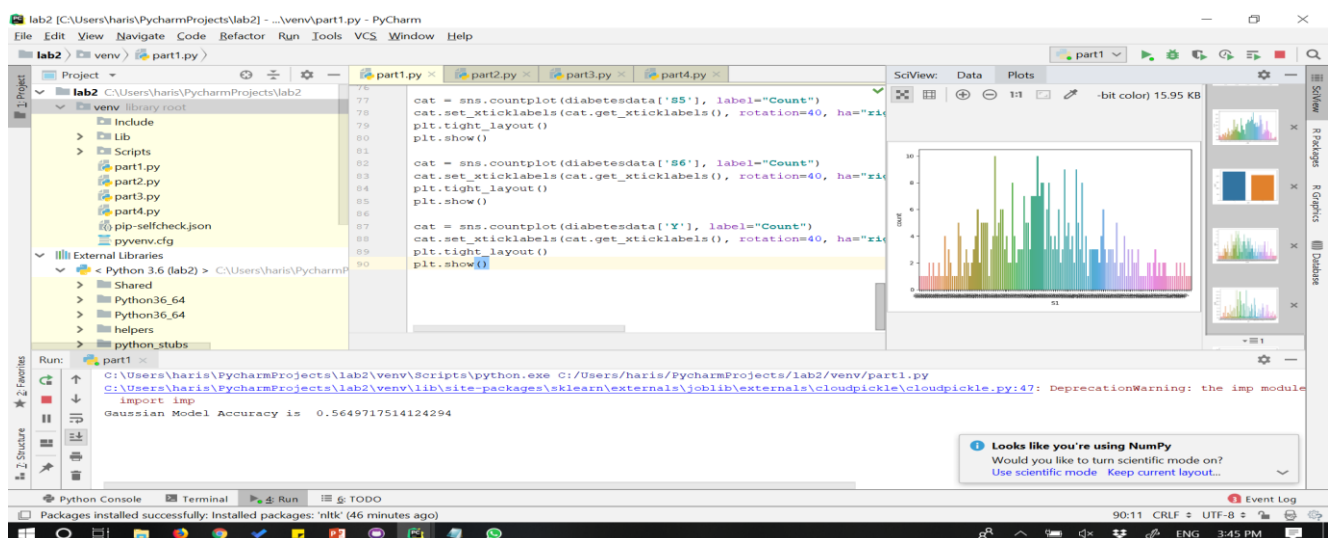 lab2 [C:\Users\haris\PycharmProjects\lab2] - ...\venv\part1.py - PyCharm
File Edit View Navigate Code Refactor Run Tools VCS Window Help
lab2 venv part1.py
part1
Project
part1.py part2.py part3.py part4.py
SciView: Data Plots
1: Project
lab2 C:\Users\haris\PycharmProjects\lab2
venv library root
Include
Lib
Scripts
part1.py
part2.py
part3.py
part4.py
pip-selfcheck.json
pyvenv.cfg
External Libraries
< Python 3.6 (lab2) > C:\Users\haris\PycharmP
Shared
Python36_64
Python36_64
helpers
python_stubs
76
77 cat = sns.countplot(diabetesdata['S5'], label="Count")
78 cat.set_xticklabels(cat.get_xticklabels(), rotation=40, ha="rig
79 plt.tight_layout()
80 plt.show()
81
82 cat = sns.countplot(diabetesdata['S6'], label="Count")
83 cat.set_xticklabels(cat.get_xticklabels(), rotation=40, ha="rig
84 plt.tight_layout()
85 plt.show()
86
87 cat = sns.countplot(diabetesdata['Y'], label="Count")
88 cat.set_xticklabels(cat.get_xticklabels(), rotation=40, ha="rig
89 plt.tight_layout()
90 plt.show()
1:1 -bit color) 15.95 KB
10
8
6
4
2
0
count
S1
SciView
R Packages
R Graphics
Database
1
Run: part1
C:\Users\haris\PycharmProjects\lab2\venv\Scripts\python.exe C:/Users/haris/PycharmProjects/lab2/venv/part1.py
C:\Users\haris\PycharmProjects\lab2\venv\lib\site-packages\sklearn\externals\joblib\externals\cloudpickle\cloudpickle.py:47: DeprecationWarning: the imp module
import imp
Gaussian Model Accuracy is 0.5649717514124294
2: Favorites
7: Structure
Looks like you're using NumPy
Would you like to turn scientific mode on?
Use scientific mode Keep current layout...
Python Console Terminal 4: Run 6: TODO
3 Event Log
Packages installed successfully: Installed packages: 'nltk' (46 minutes ago)
90:11 CRLF UTF-8
ENG 3:45 PM